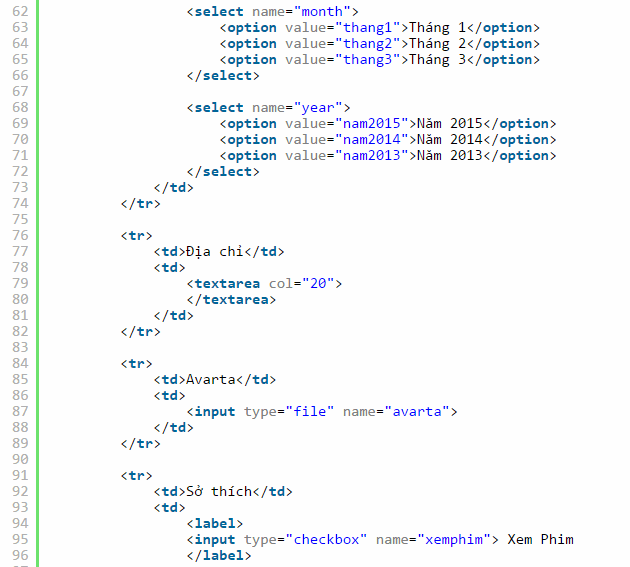 62 <select name="month">
63 <option value="thang1">Tháng 1</option>
64 <option value="thang2">Tháng 2</option>
65 <option value="thang3">Tháng 3</option>
66 </select>
67
68 <select name="year">
69 <option value="nam2015">Năm 2015</option>
70 <option value="nam2014">Năm 2014</option>
71 <option value="nam2013">Năm 2013</option>
72 </select>
73 </td>
74 </tr>
75
76 <tr>
77 <td>Địa chỉ</td>
78 <td>
79 <textarea col="20">
80 </textarea>
81 </td>
82 </tr>
83
84 <tr>
85 <td>Avarta</td>
86 <td>
87 <input type="file" name="avarta">
88 </td>
89 </tr>
90
91 <tr>
92 <td>Sở thích</td>
93 <td>
94 <label>
95 <input type="checkbox" name="xemphim"> Xem Phim
96 </label>